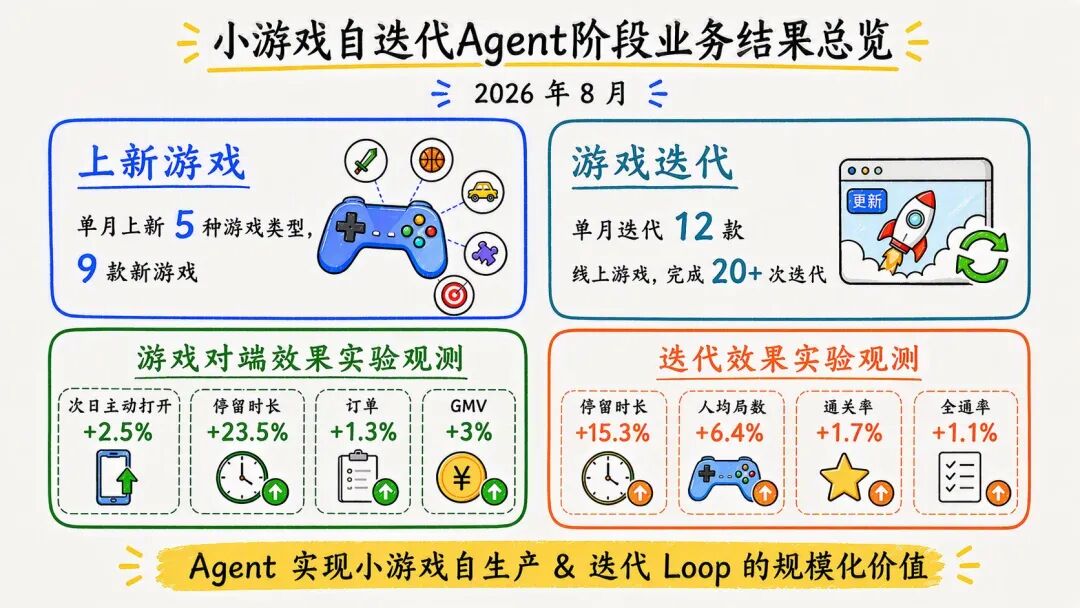 小游戏自迭代Agent阶段业务结果总览
2026 年 8 月
上新游戏
单月上新 5 种游戏类型,
9 款新游戏
游戏迭代
单月迭代 12 款
线上游戏, 完成 20+ 次迭代
更新
游戏对端效果实验观测
次日主动打开
+2.5%
停留时长
+23.5%
订单
+1.3%
GMV
+3%
¥
迭代效果实验观测
停留时长
+15.3%
人均局数
+6.4%
通关率
+1.7%
全通率
+1.1%
Agent 实现小游戏自生产 & 迭代 Loop 的规模化价值